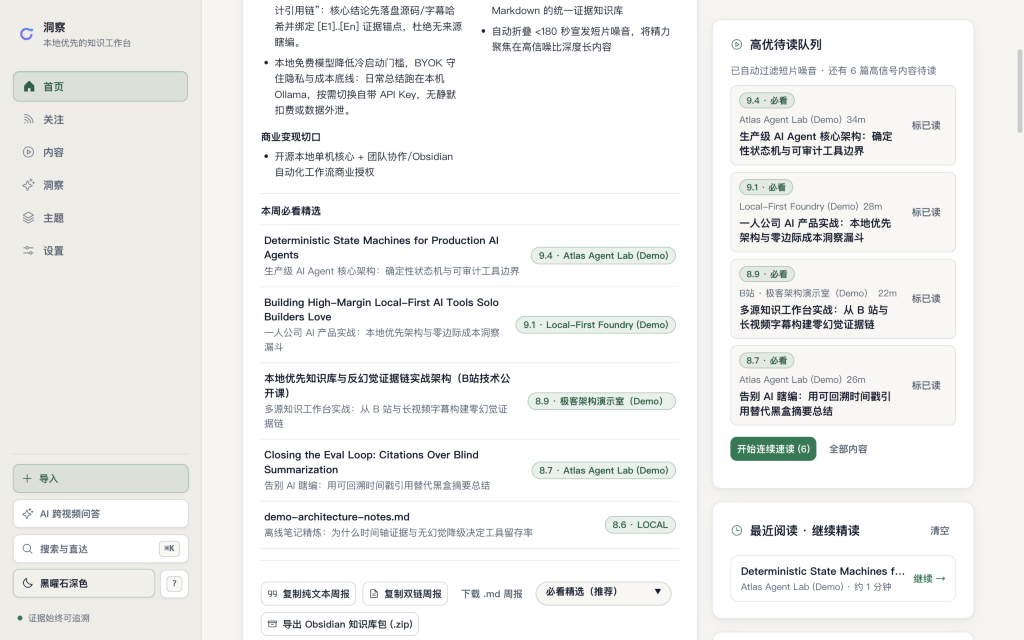 洞察
本地优先的知识工作台
首页
关注
内容
洞察
主题
设置
导入
AI 跨视频问答
搜索与直达
⌘K
黑曜石深色
?
证据始终可追溯
计引用链”：核心结论先落盘源码/字幕哈
希并绑定 [E1]..[En] 证据锚点，杜绝无来源
瞎编。
本地免费模型降低冷启动门槛，BYOK 守
住隐私与成本底线：日常总结跑在本机
Ollama，按需切换自带 API Key，无静默
扣费或数据外泄。
Markdown 的统一证据知识库
自动折叠 <180 秒宣发短片噪音，将精力
聚焦在高信噪比深度长内容
商业变现切口
开源本地单机核心 + 团队协作/Obsidian
自动化工作流商业授权
本周必看精选
Deterministic State Machines for Production AI
Agents
生产级 AI Agent 核心架构：确定性状态机与可审计工具边界
9.4 · Atlas Agent Lab (Demo)
Building High-Margin Local-First AI Tools Solo
Builders Love
一人公司 AI 产品实战：本地优先架构与零边际成本洞察
漏斗
9.1 · Local-First Foundry (Demo)
本地优先知识库与反幻觉证据链实战架构（B站技术公
开课）
多源知识工作台实战：从 B 站与长视频字幕构建零幻觉证
据链
8.9 · 极客架构演示室（Demo）
Closing the Eval Loop: Citations Over Blind
Summarization
告别 AI 瞎编：用可回溯时间戳引用替代黑盒摘要总结
8.7 · Atlas Agent Lab (Demo)
demo-architecture-notes.md
离线笔记精炼：为什么时间轴证据与无幻觉降级决定工具留存率
8.6 · LOCAL
复制纯文本周报
复制双链周报
下载 .md 周报
必看精选（推荐）
导出 Obsidian 知识库包 (.zip)
高优待读队列
已自动过滤短片噪音 · 还有 6 篇高信号内容待读
9.4 · 必看
Atlas Agent Lab (Demo) 34m
生产级 AI Agent 核心架构：确定
性状态机与可审计工具边界
标已读
9.1 · 必看
Local-First Foundry (Demo) 28m
一人公司 AI 产品实战：本地优先
架构与零边际成本洞察漏斗
标已读
8.9 · 必看
B站 · 极客架构演示室（Demo） 22m
多源知识工作台实战：从 B 站与
长视频字幕构建零幻觉证据链
标已读
8.7 · 必看
Atlas Agent Lab (Demo) 26m
告别 AI 瞎编：用可回溯时间戳引
用替代黑盒摘要总结
标已读
开始连续速读 (6)
全部内容
最近阅读 · 继续精读
清空
Deterministic State Machines f...
Atlas Agent Lab (Demo) · 约 1 分钟
继续 →